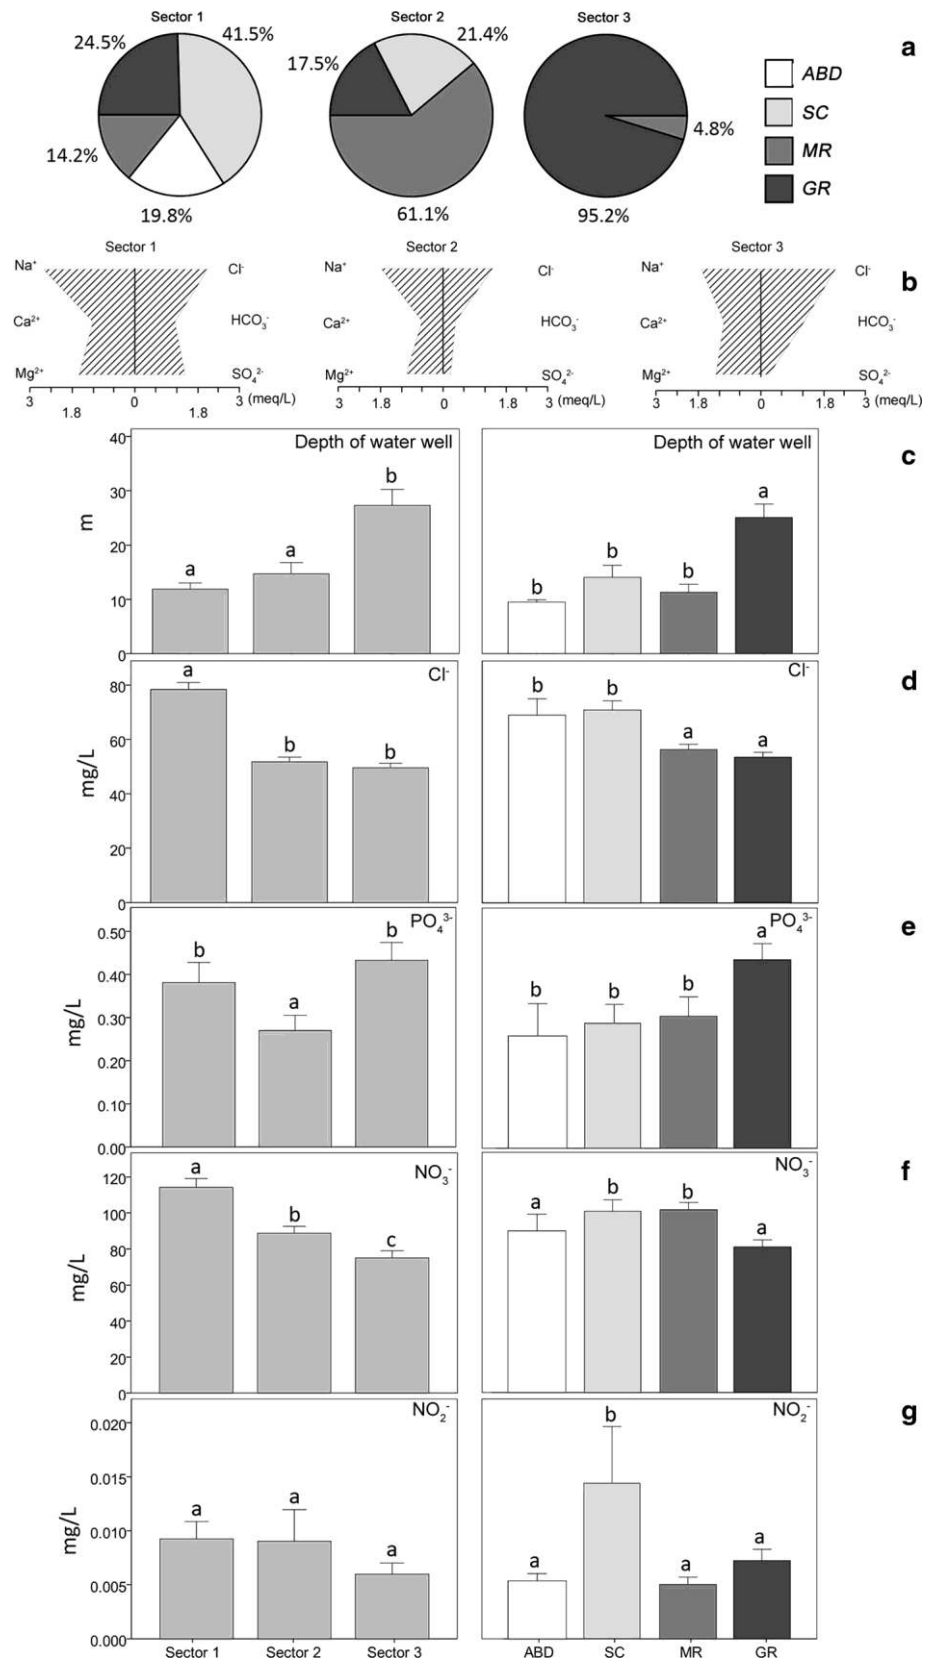 Sector 1 Sector 2 Sector 3
a
24.5% 41.5% 17.5% 21.4%
14.2% 4.8%
19.8% 61.1% 95.2%
ABD
SC
MR
GR
Sector 1 Sector 2 Sector 3
b
Na⁺ Cl⁻ Na⁺ Cl⁻ Na⁺ Cl⁻
Ca²⁺ HCO₃⁻ Ca²⁺ HCO₃⁻ Ca²⁺ HCO₃⁻
Mg²⁺ SO₄²⁻ Mg²⁺ SO₄²⁻ Mg²⁺ SO₄²⁻
3 1.8 0 1.8 3 (meq/L) 3 1.8 0 1.8 3 (meq/L) 3 1.8 0 1.8 3 (meq/L)
c
Depth of water well
m
40
30
20
10
0
a a b
Depth of water well
b b b a
d
Cl⁻
mg/L
80
60
40
20
0
a b b
Cl⁻
b b a a
e
PO₄³⁻
mg/L
0.50
0.40
0.30
0.20
0.10
0.00
b a b
PO₄³⁻
b b b a
f
NO₃⁻
mg/L
120
100
80
60
40
20
0
a b c
NO₃⁻
a b b a
g
NO₂⁻
mg/L
0.020
0.015
0.010
0.005
0.000
a a a
NO₂⁻
a b a a
Sector 1 Sector 2 Sector 3 ABD SC MR GR